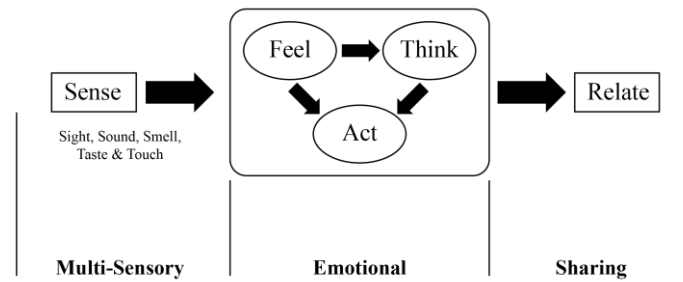 Feel
Think
Sense
Relate
Act
Sight, Sound, Smell,
Taste & Touch
Multi-Sensory
Emotional
Sharing